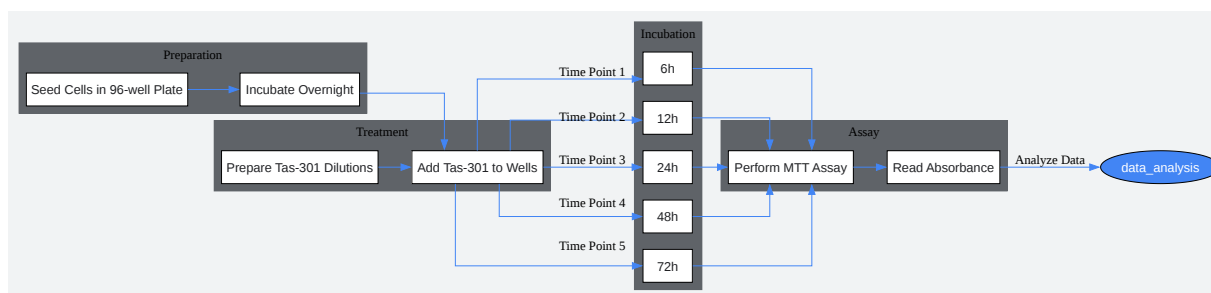 Preparation
Seed Cells in 96-well Plate
Incubate Overnight
Treatment
Prepare Tas-301 Dilutions
Add Tas-301 to Wells
Time Point 1
Time Point 2
Time Point 3
Time Point 4
Time Point 5
Incubation
6h
12h
24h
48h
72h
Assay
Perform MTT Assay
Read Absorbance
Analyze Data
data_analysis